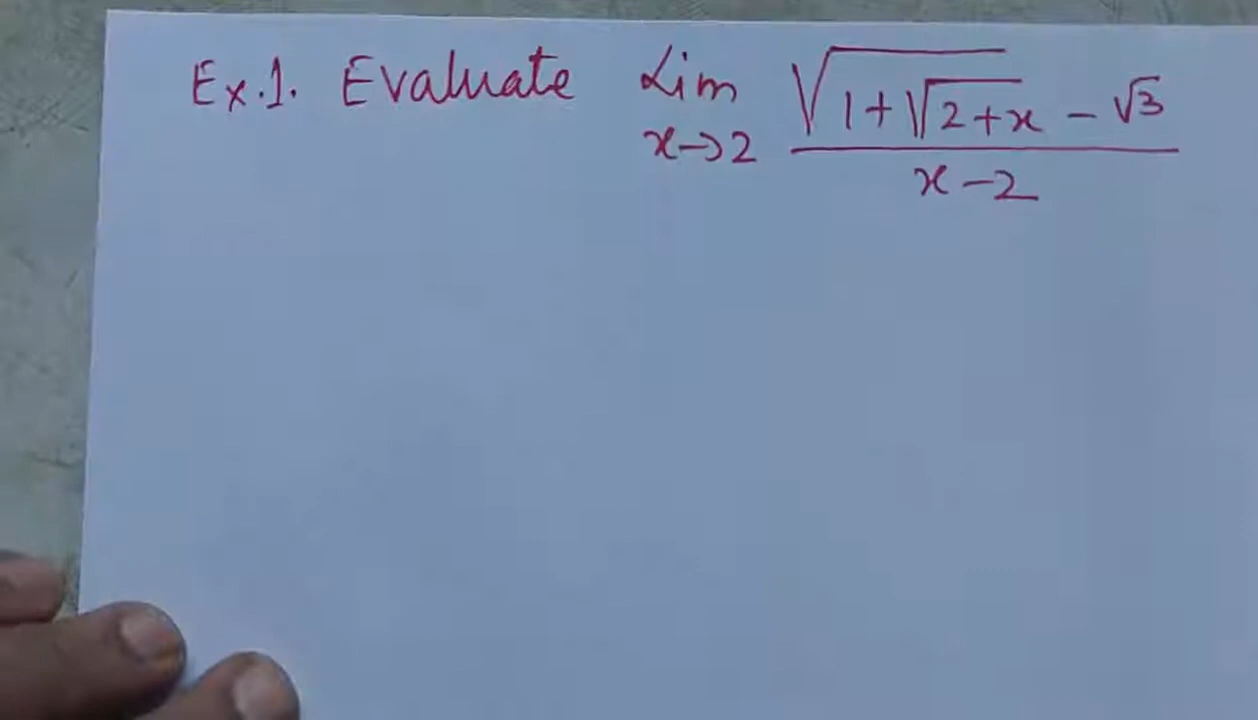 Ex.1. Evaluate Lim x→2 √(1+√(2+x)) - √3 / x-2